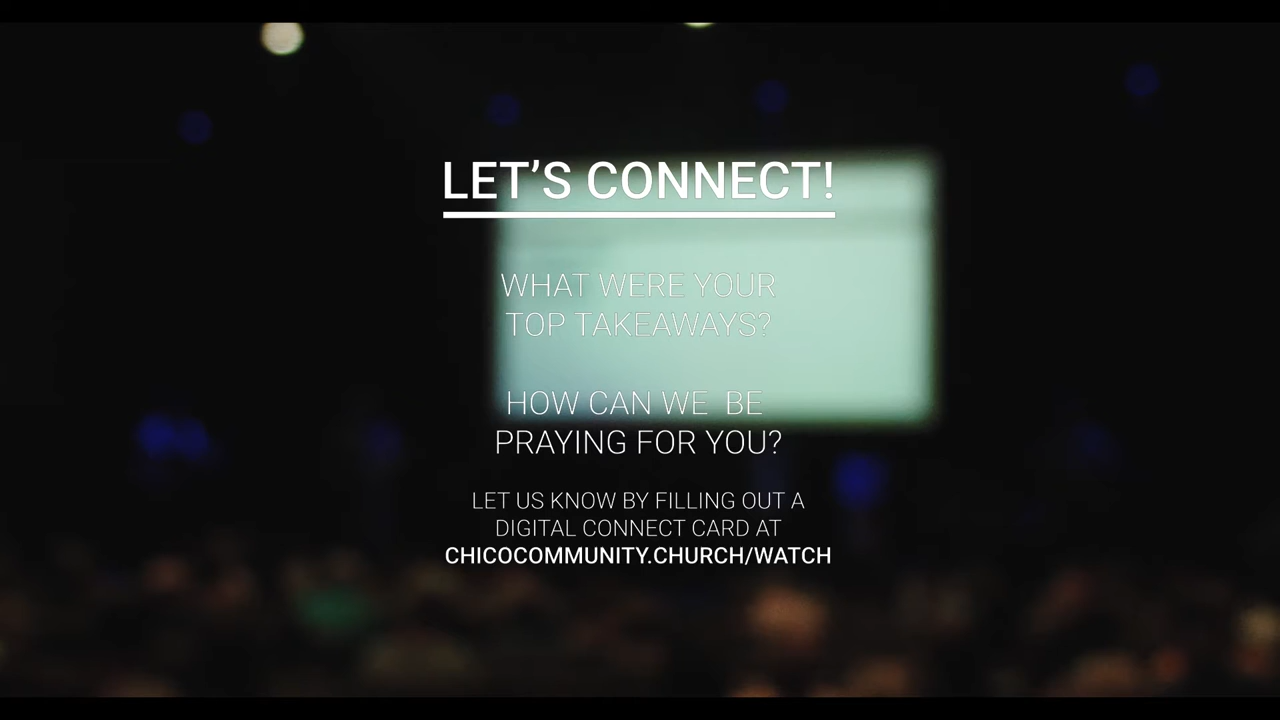 LET’S CONNECT!
WHAT WERE YOUR
TOP TAKEAWAYS?
HOW CAN WE  BE
PRAYING FOR YOU?
LET US KNOW BY FILLING OUT A
DIGITAL CONNECT CARD AT
CHICOCOMMUNITY.CHURCH/WATCH